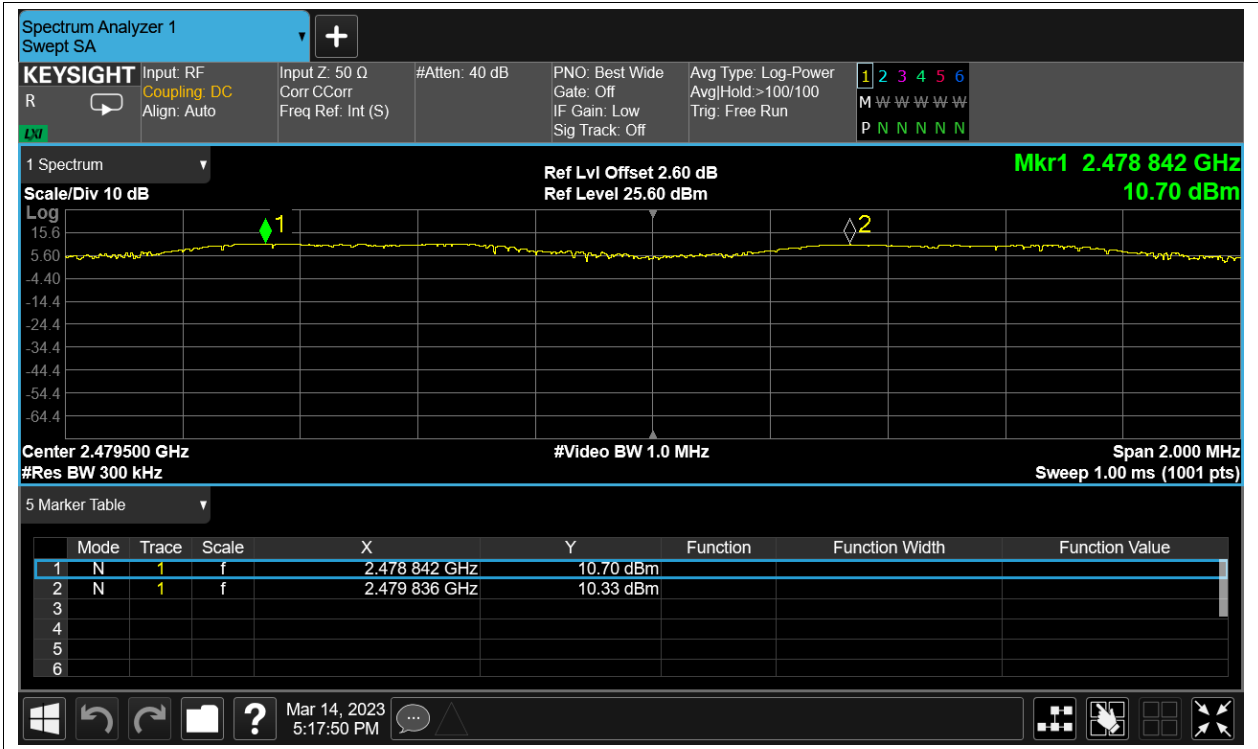 Spectrum Analyzer 1
Swept SA
KEYSIGHT
R
LXI
Input: RF
Coupling: DC
Align: Auto
Input Z: 50 Ω
Corr CCorr
Freq Ref: Int (S)
#Atten: 40 dB
PNO: Best Wide
Gate: Off
IF Gain: Low
Sig Track: Off
Avg Type: Log-Power
Avg|Hold:>100/100
Trig: Free Run
1 2 3 4 5 6
M W W W W W
P N N N N N
1 Spectrum
Scale/Div 10 dB
Ref Lvl Offset 2.60 dB
Ref Level 25.60 dBm
Mkr1 2.478 842 GHz
10.70 dBm
Log
15.6
5.60
-4.40
-14.4
-24.4
-34.4
-44.4
-54.4
-64.4
1
2
Center 2.479500 GHz
#Res BW 300 kHz
#Video BW 1.0 MHz
Span 2.000 MHz
Sweep 1.00 ms (1001 pts)
5 Marker Table
Mode Trace Scale X Y Function Function Width Function Value
1 N 1 f 2.478 842 GHz 10.70 dBm
2 N 1 f 2.479 836 GHz 10.33 dBm
3
4
5
6
?
Mar 14, 2023
5:17:50 PM